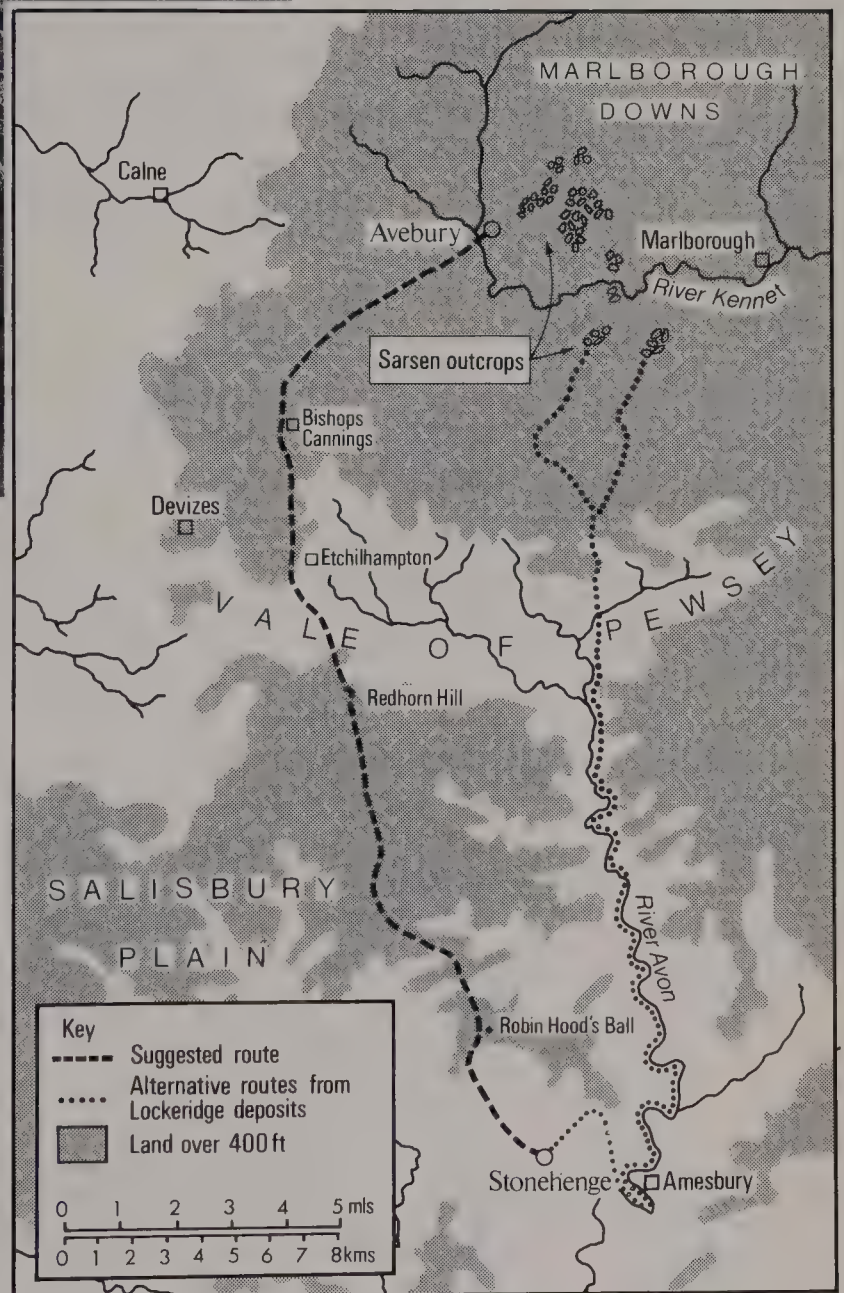 MARLBOROUGH
DOWNS
Calne
Avebury
Marlborough
River Kennet
Sarsen outcrops
Bishops
Cannings
Devizes
Etchilhampton
VALE OF PEWSEY
Redhorn Hill
SALISBURY
PLAIN
River Avon
Robin Hood's Ball
Stonehenge
Amesbury
Key
Suggested route
Alternative routes from
Lockeridge deposits
Land over 400 ft
0 1 2 3 4 5 mls
0 1 2 3 4 5 6 7 8kms